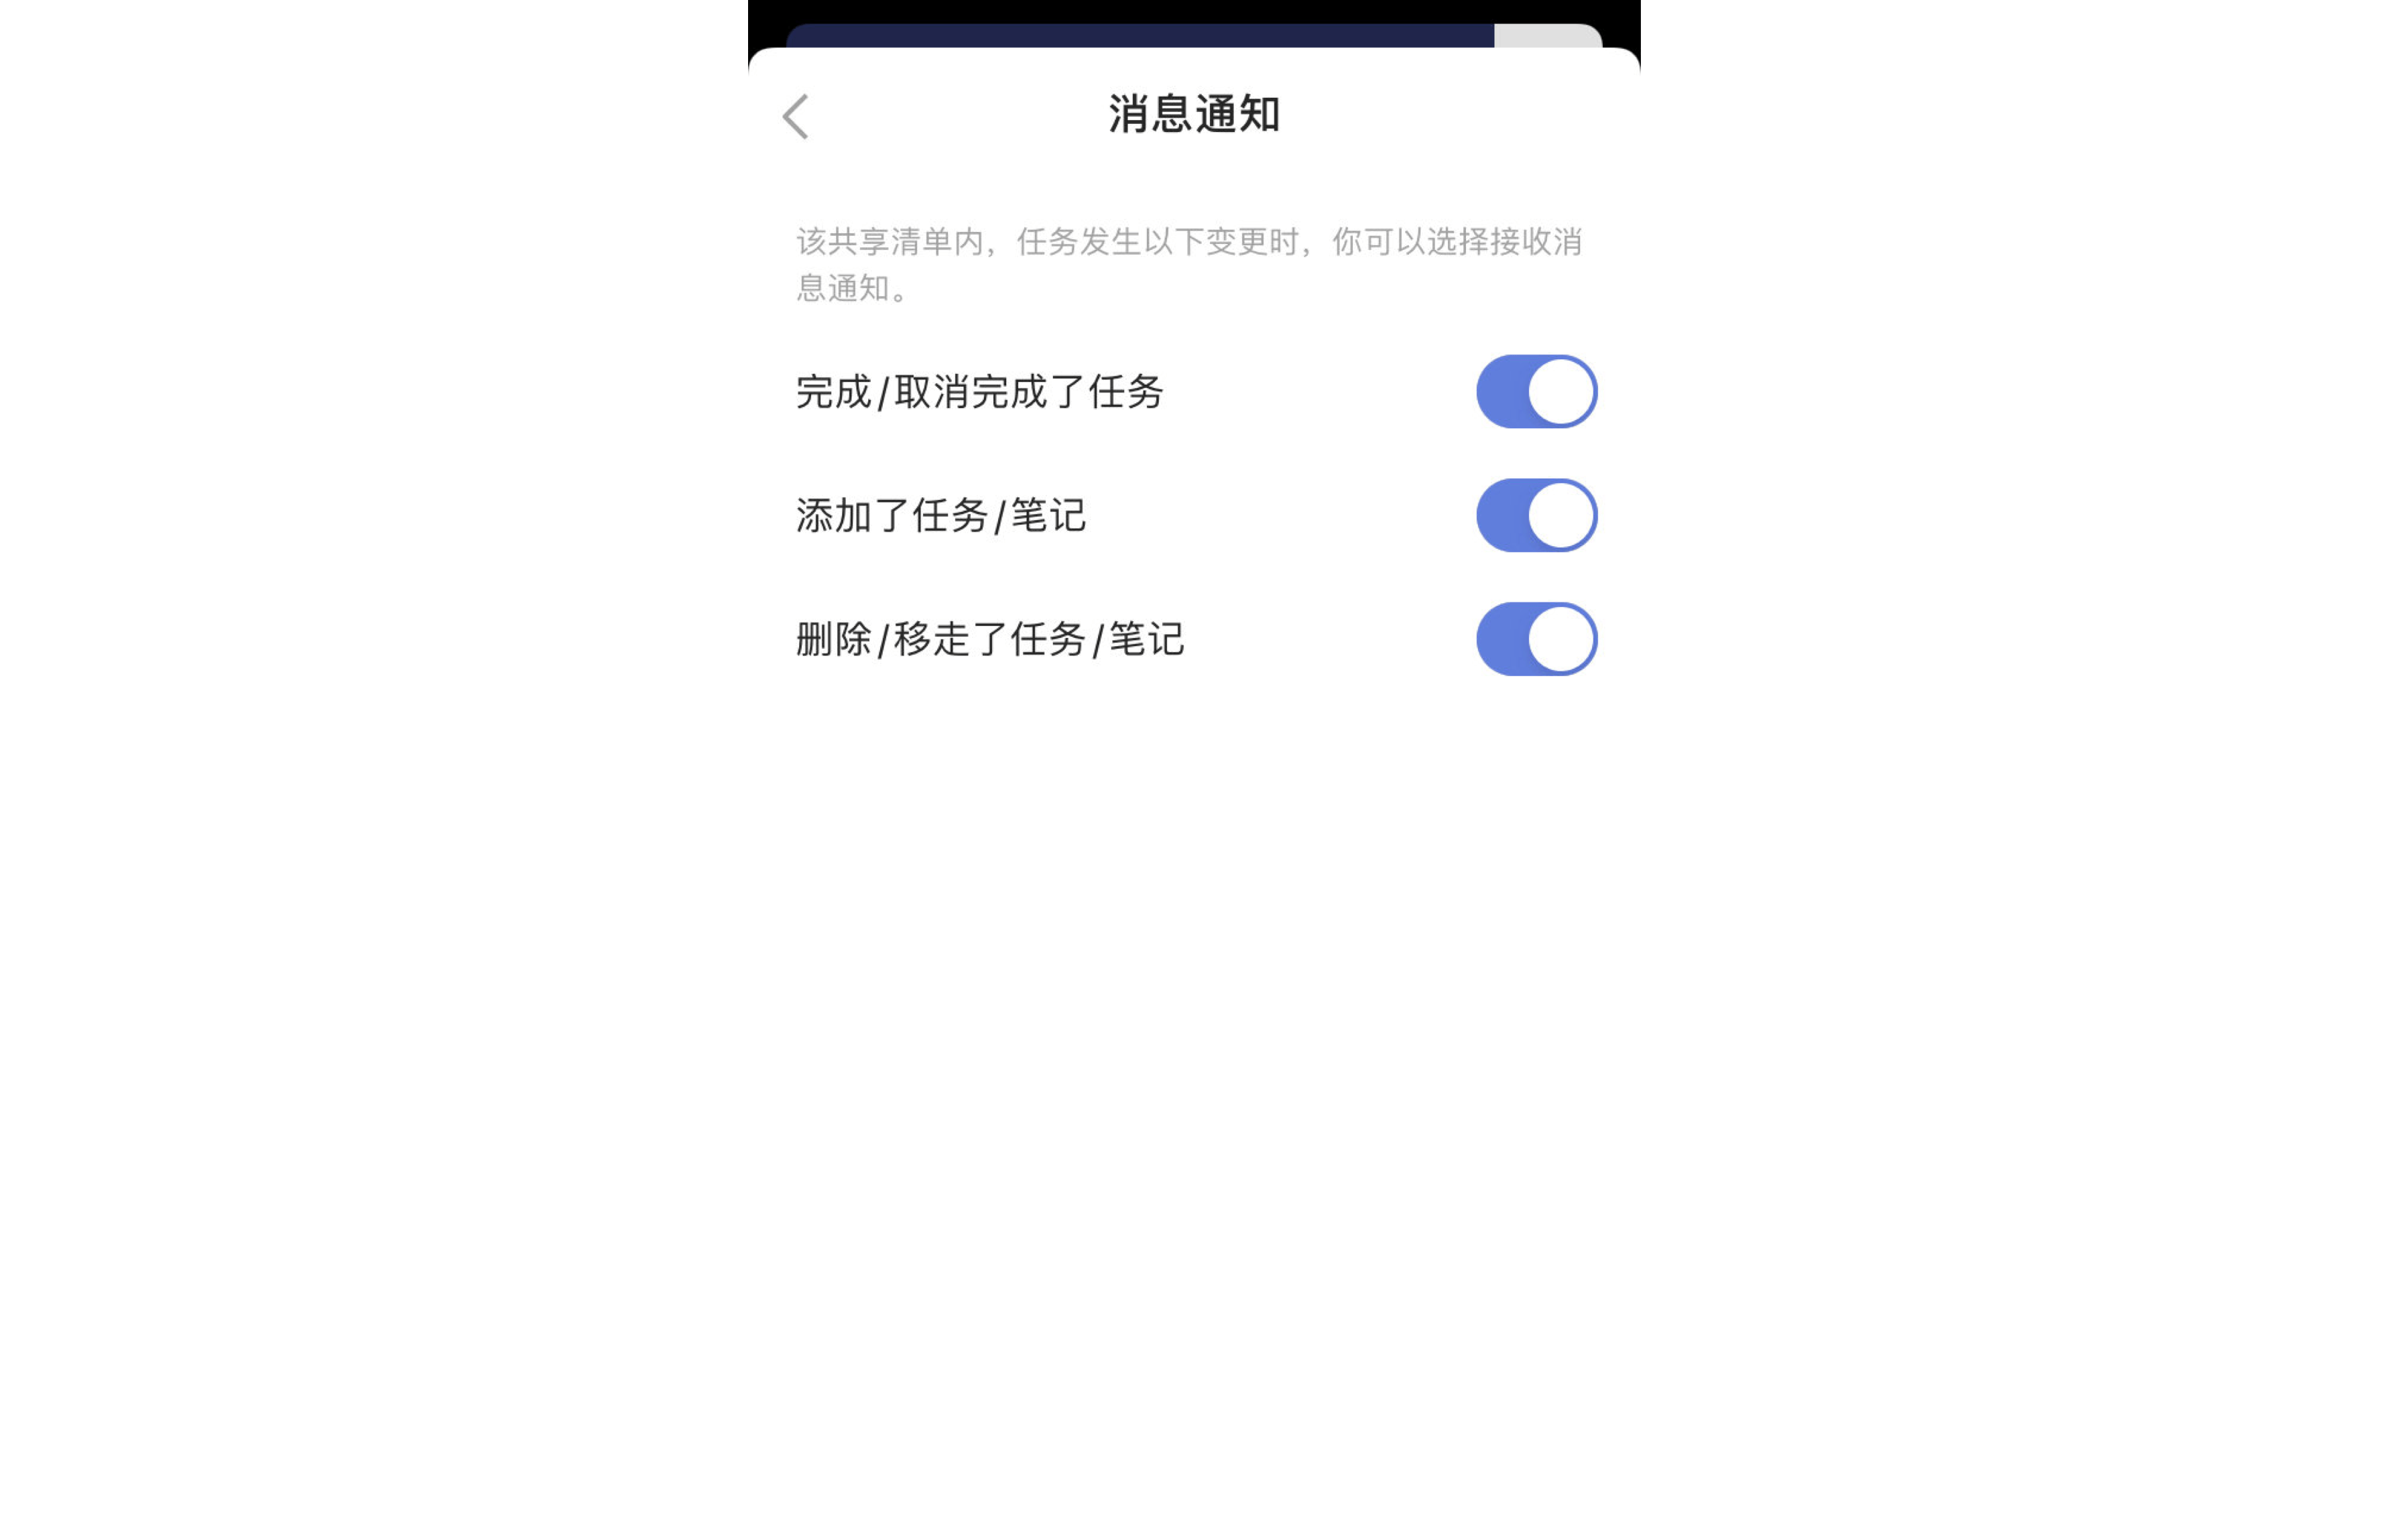 消息通知
该共享清单内，任务发生以下变更时，你可以选择接收消
息通知。
完成/取消完成了任务
添加了任务/笔记
删除/移走了任务/笔记